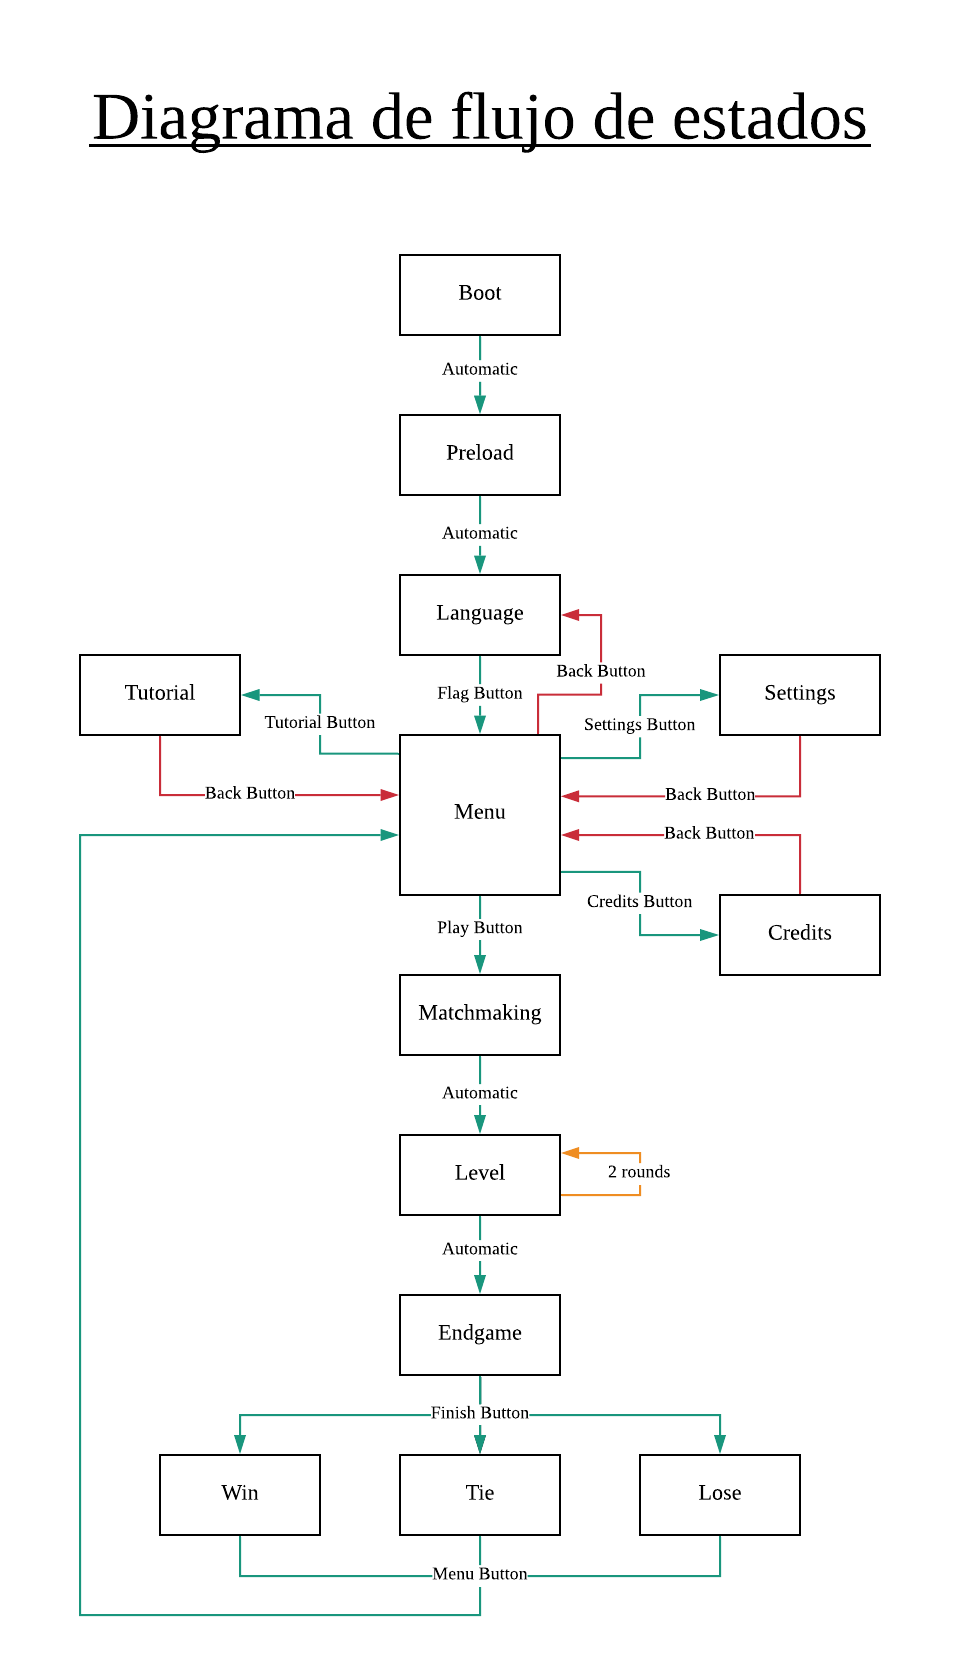 Diagrama de flujo de estados
Boot
Automatic
Preload
Automatic
Language
Back Button
Tutorial
Flag Button
Settings
Tutorial Button
Settings Button
Back Button
Menu
Back Button
Back Button
Credits Button
Play Button
Credits
Matchmaking
Automatic
Level
2 rounds
Automatic
Endgame
Finish Button
Win
Tie
Lose
Menu Button